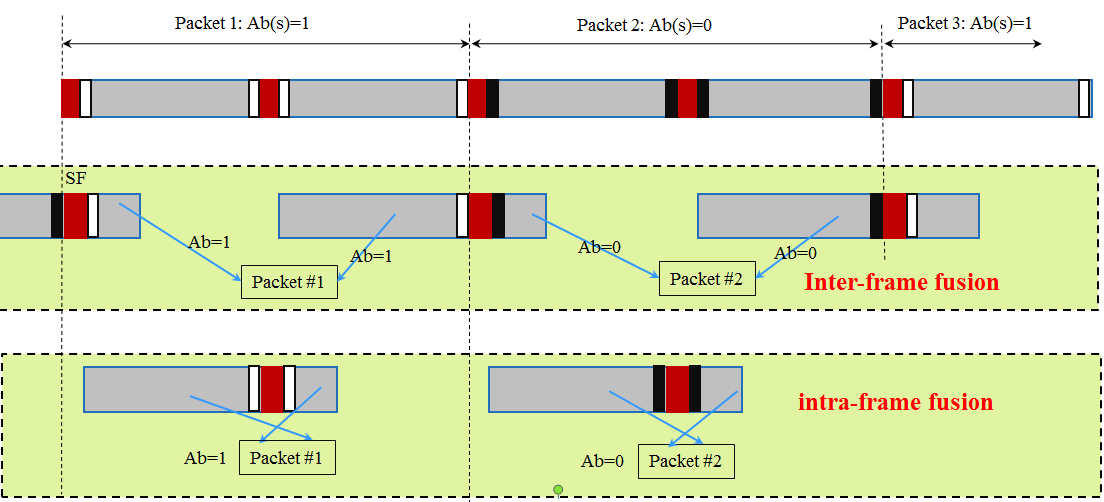 Packet 1: Ab(s)=1
Packet 2: Ab(s)=0
Packet 3: Ab(s)=1
SF
Ab=1
Ab=1
Packet #1
Ab=0
Ab=0
Packet #2
Inter-frame fusion
intra-frame fusion
Ab=1
Packet #1
Ab=0
Packet #2